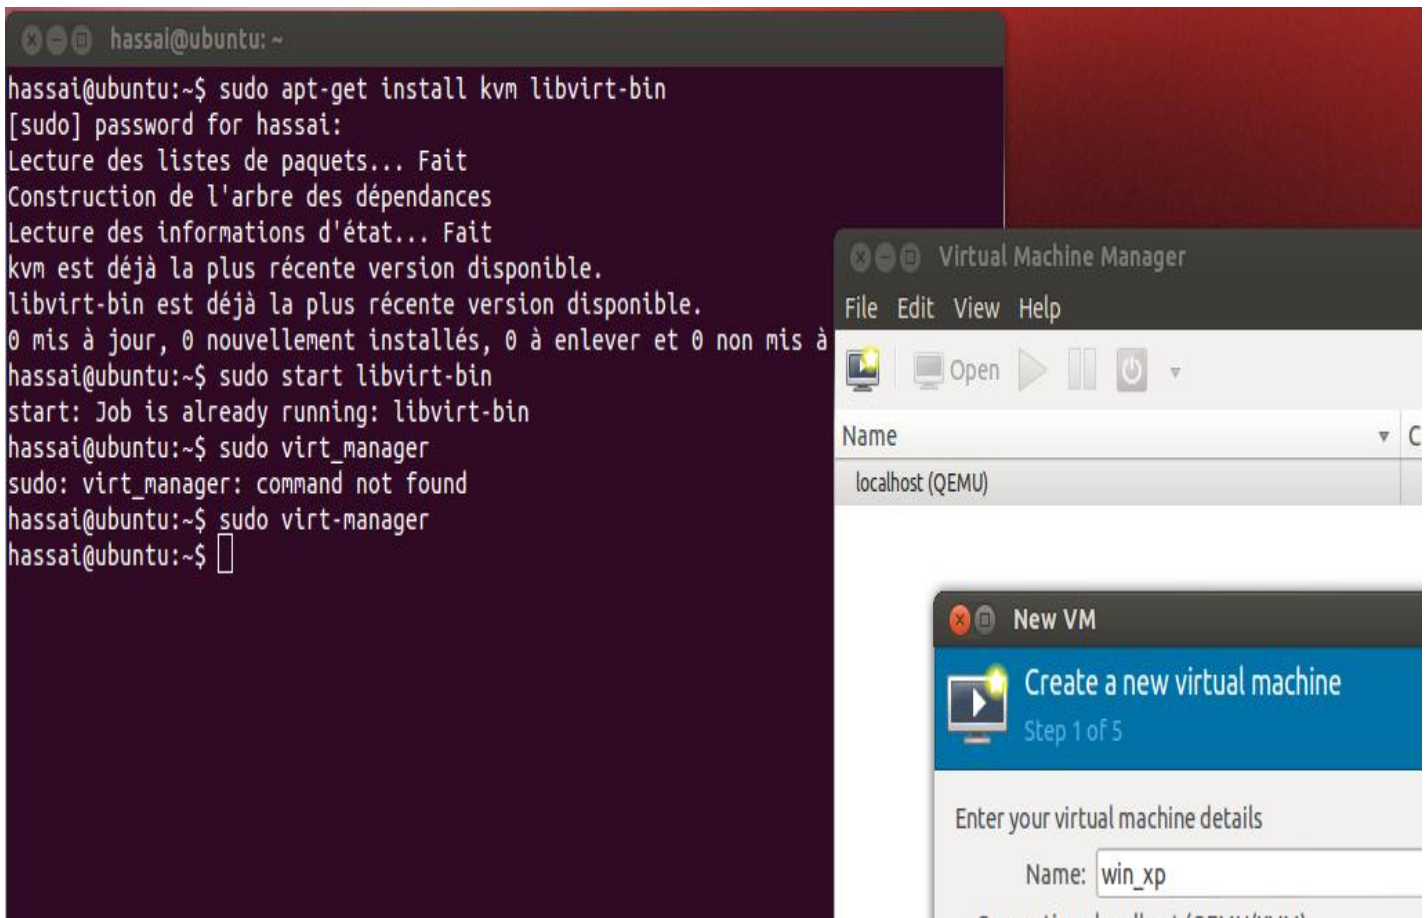 hassai@ubuntu: ~
hassai@ubuntu:~$ sudo apt-get install kvm libvirt-bin
[sudo] password for hassai:
Lecture des listes de paquets... Fait
Construction de l'arbre des dépendances
Lecture des informations d'état... Fait
kvm est déjà la plus récente version disponible.
libvirt-bin est déjà la plus récente version disponible.
0 mis à jour, 0 nouvellement installés, 0 à enlever et 0 non mis à
hassai@ubuntu:~$ sudo start libvirt-bin
start: Job is already running: libvirt-bin
hassai@ubuntu:~$ sudo virt_manager
sudo: virt_manager: command not found
hassai@ubuntu:~$ sudo virt-manager
hassai@ubuntu:~$
Virtual Machine Manager
File Edit View Help
Open
Name C
localhost (QEMU)
New VM
Create a new virtual machine
Step 1 of 5
Enter your virtual machine details
Name: win_xp